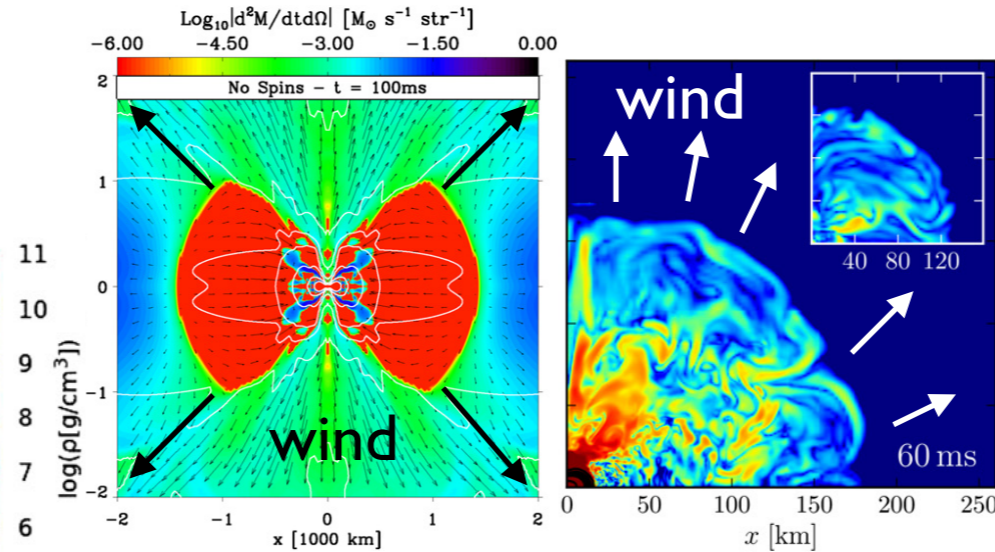 Log₁₀|d²M/dtdΩ| [M⊙ s⁻¹ str⁻¹]
−6.00 −4.50 −3.00 −1.50 0.00
No Spins − t = 100ms
2
1
0
−1
−2
−2 −1 0 1 2
x [1000 km]
wind
11
10
9
8
7
6
log(ρ[g/cm³])
wind
40 80 120
60 ms
0 50 100 150 200 250
x [km]